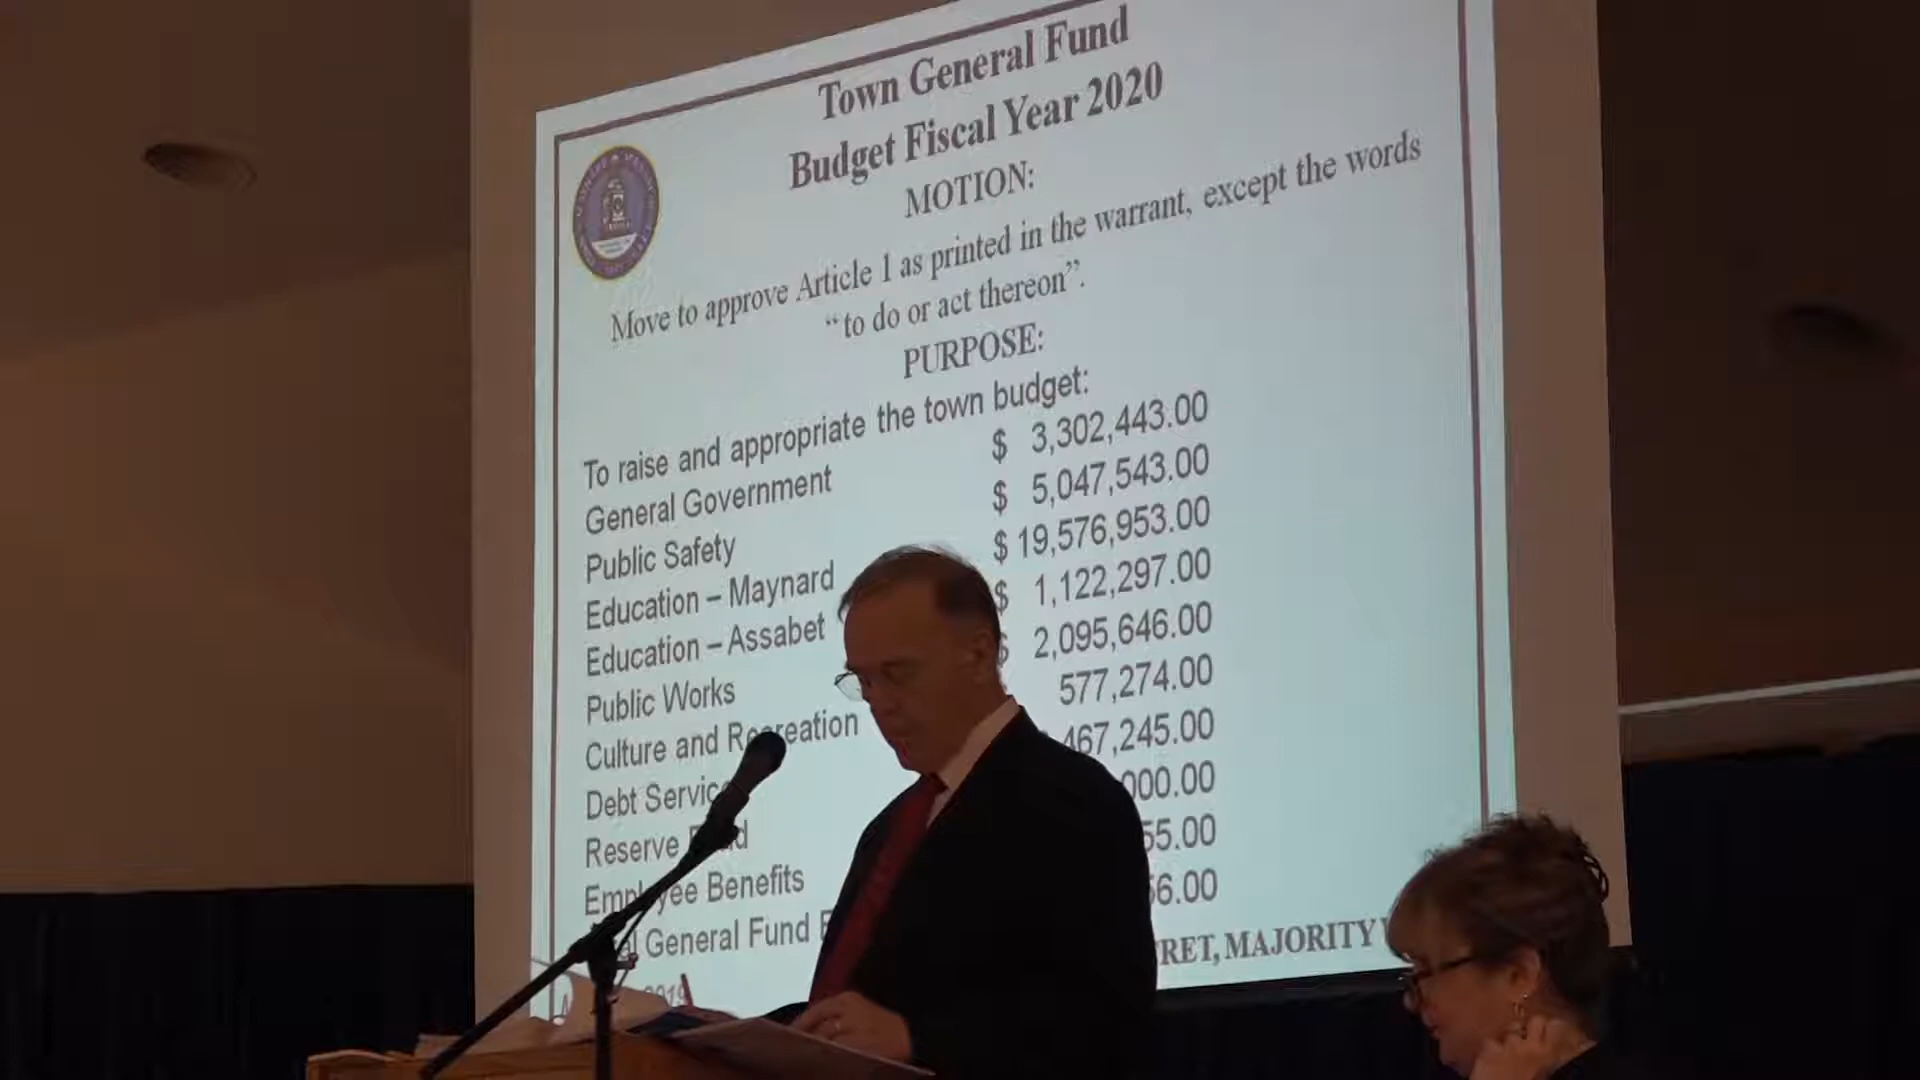 Town General Fund
Budget Fiscal Year 2020
MOTION:
Move to approve Article 1 as printed in the warrant, except the words
“to do or act thereon”.
PURPOSE:
To raise and appropriate the town budget:
General Government $ 3,302,443.00
Public Safety $ 5,047,543.00
Education – Maynard $ 19,576,953.00
Education – Assabet $ 1,122,297.00
Public Works $ 2,095,646.00
Culture and Recreation 577,274.00
Debt Service 467,245.00
Reserve 000.00
Employee Benefits 55.00
General Fund 56.00
MAJORITY
2019